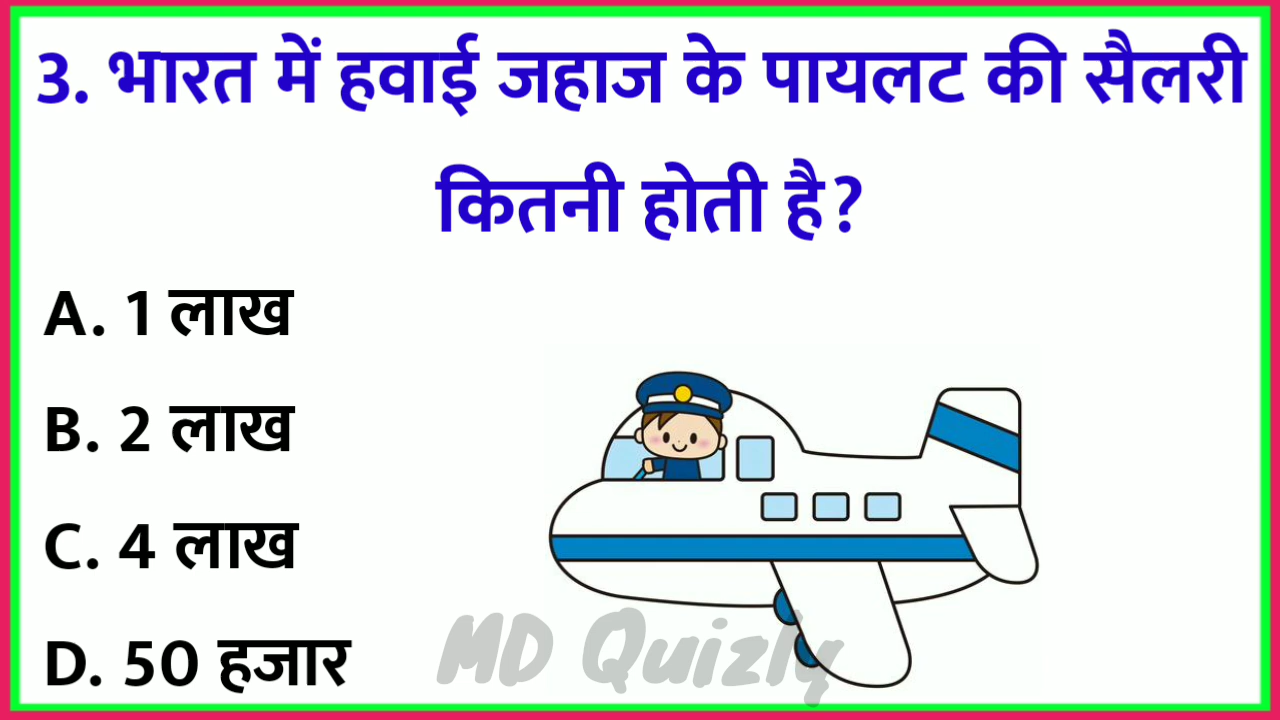 3. भारत में हवाई जहाज के पायलट की सैलरी
कितनी होती है?
A. 1 लाख
B. 2 लाख
C. 4 लाख
D. 50 हजार
MD Quizly